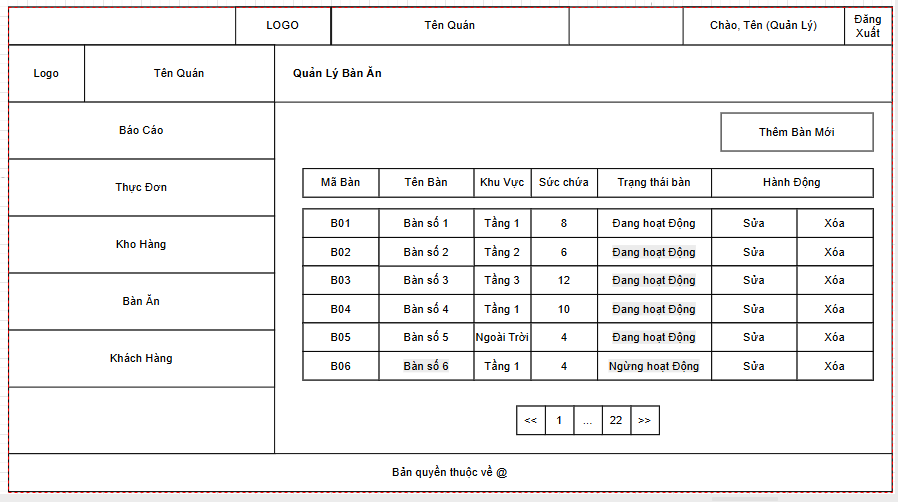 LOGO Tên Quán Chào, Tên (Quản Lý) Đăng
Xuất
Logo Tên Quán Quản Lý Bàn Ăn
Báo Cáo
Thêm Bàn Mới
Thực Đơn
Mã Bàn Tên Bàn Khu Vực Sức chứa Trạng thái bàn Hành Động
B01 Bàn số 1 Tầng 1 8 Đang hoạt Động Sửa Xóa
Kho Hàng
B02 Bàn số 2 Tầng 2 6 Đang hoạt Động Sửa Xóa
B03 Bàn số 3 Tầng 3 12 Đang hoạt Động Sửa Xóa
Bàn Ăn
B04 Bàn số 4 Tầng 1 10 Đang hoạt Động Sửa Xóa
B05 Bàn số 5 Ngoài Trời 4 Đang hoạt Động Sửa Xóa
Khách Hàng
B06 Bàn số 6 Tầng 1 4 Ngừng hoạt Động Sửa Xóa
<< 1 ... 22 >>
Bản quyền thuộc về @